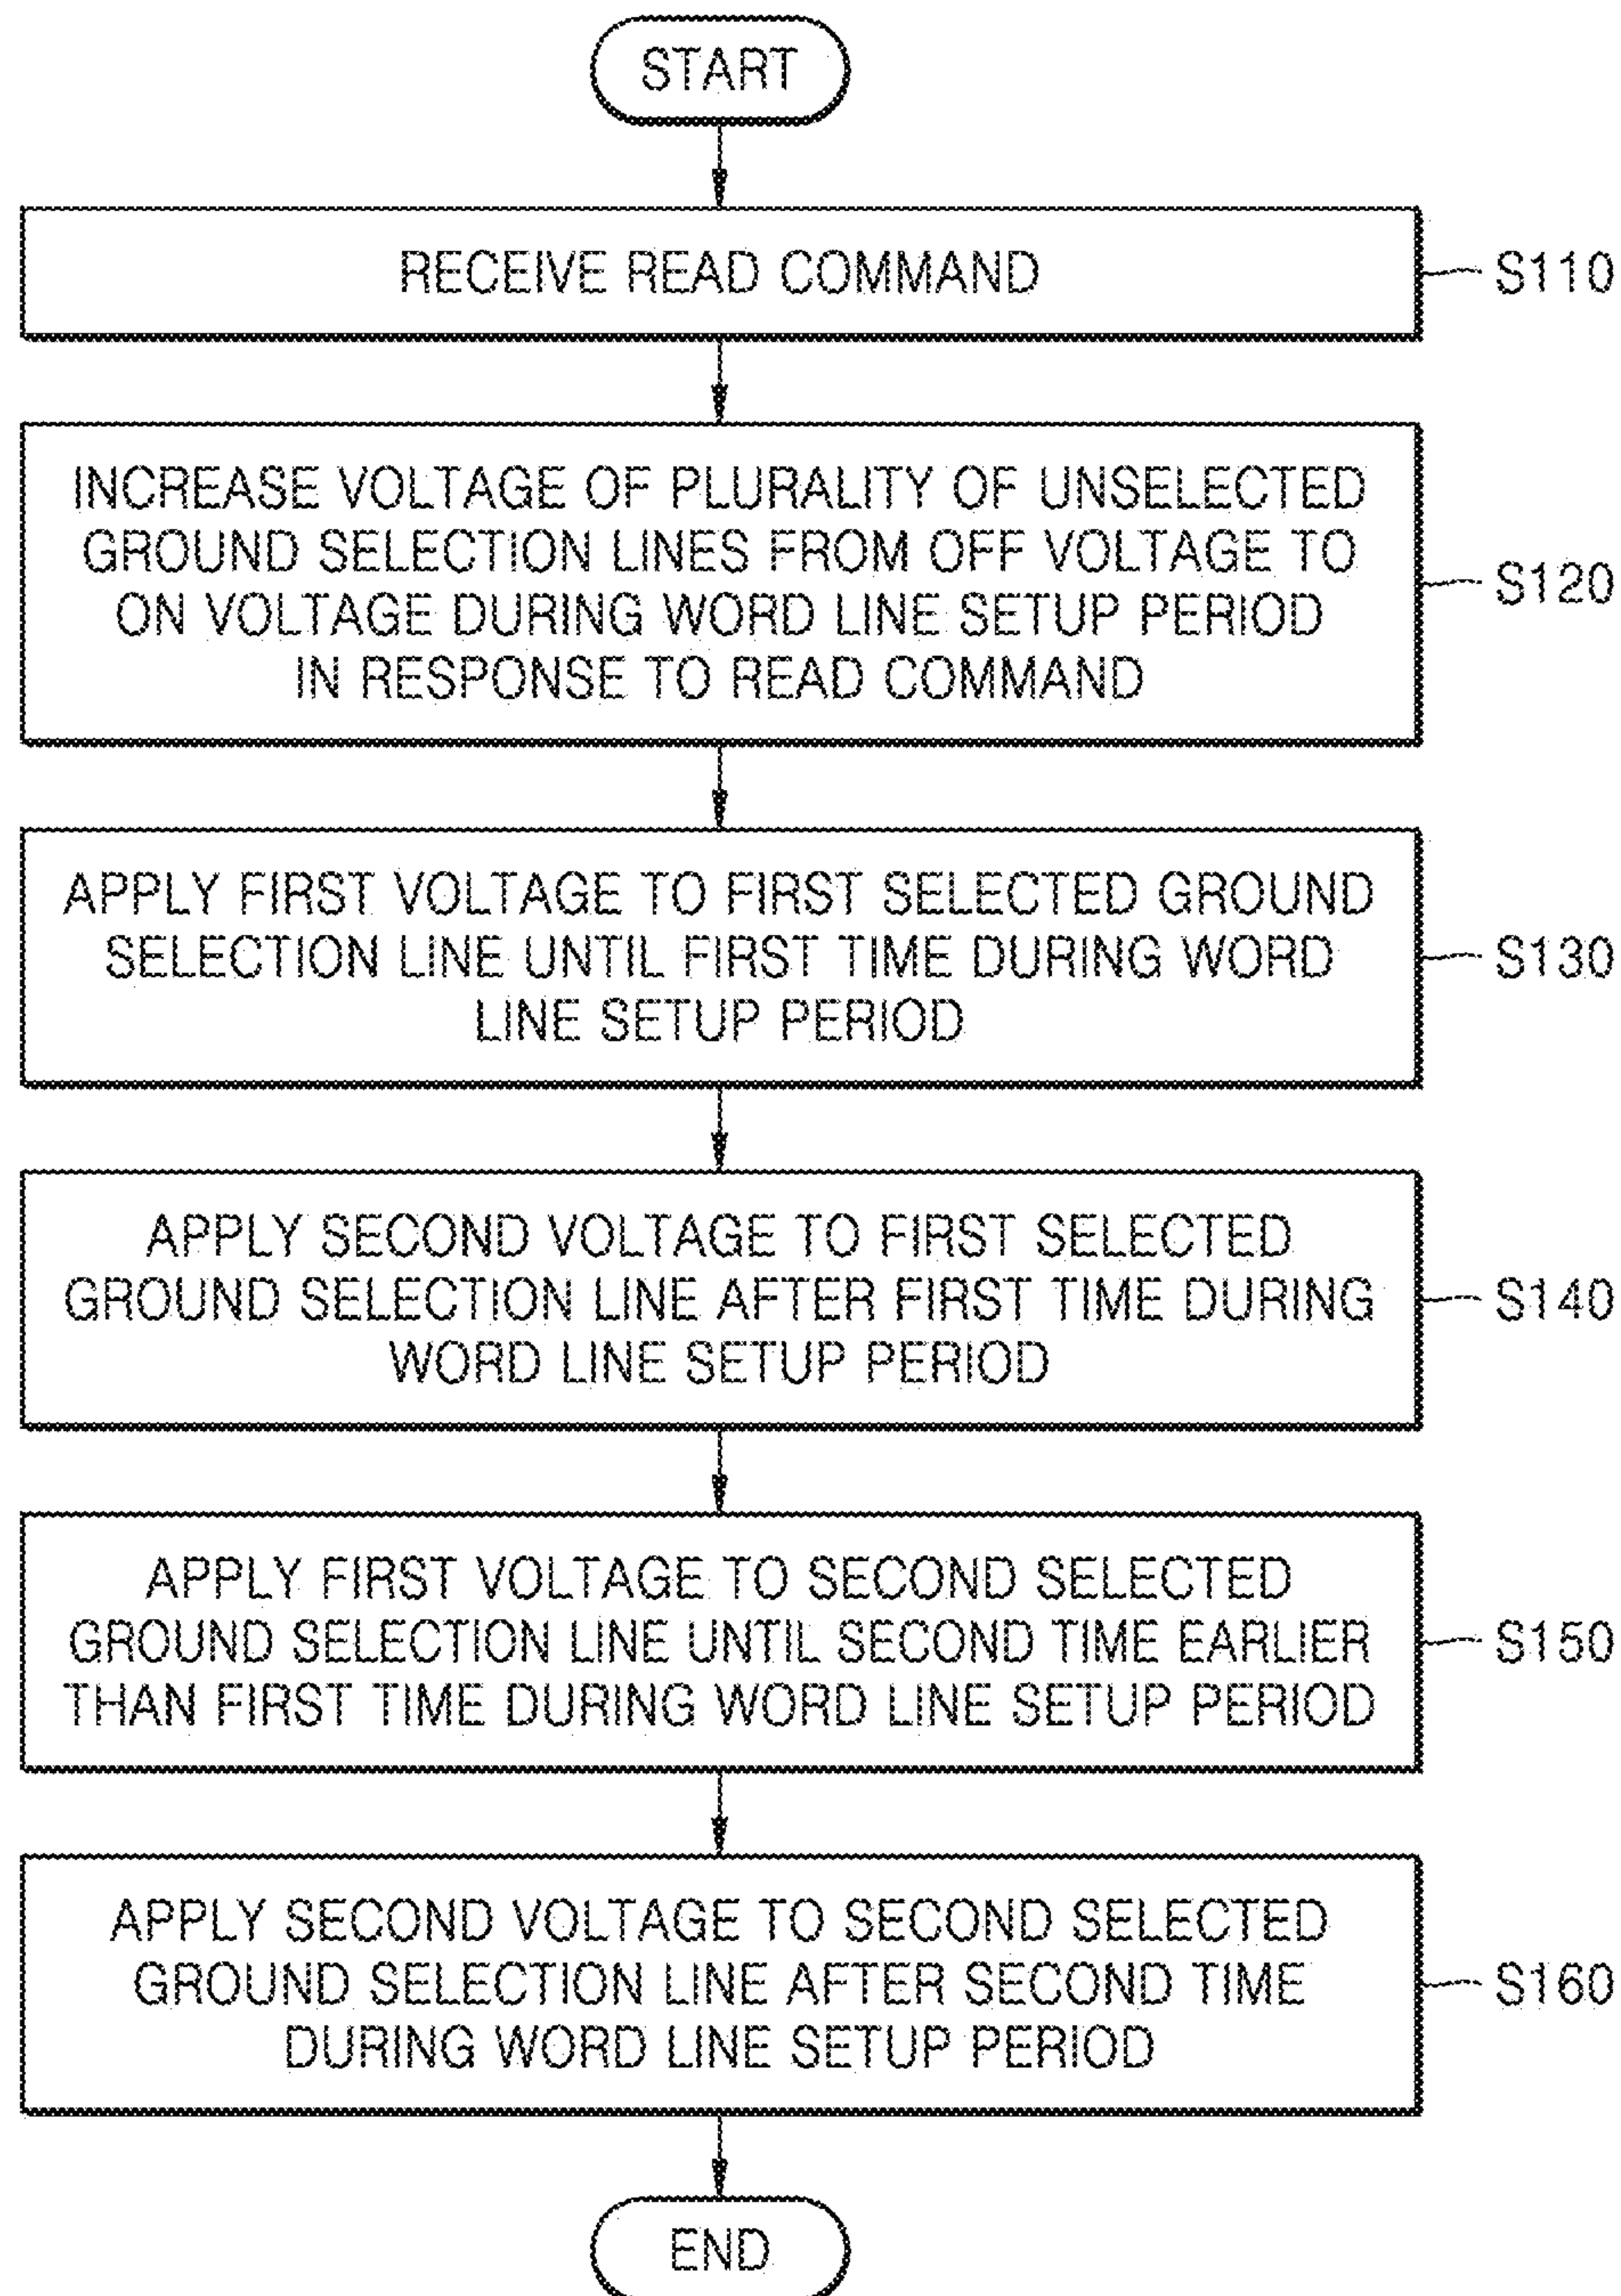 START
RECEIVE READ COMMAND
S110
INCREASE VOLTAGE OF PLURALITY OF UNSELECTED
GROUND SELECTION LINES FROM OFF VOLTAGE TO
ON VOLTAGE DURING WORD LINE SETUP PERIOD
IN RESPONSE TO READ COMMAND
S120
APPLY FIRST VOLTAGE TO FIRST SELECTED GROUND
SELECTION LINE UNTIL FIRST TIME DURING WORD
LINE SETUP PERIOD
S130
APPLY SECOND VOLTAGE TO FIRST SELECTED
GROUND SELECTION LINE AFTER FIRST TIME DURING
WORD LINE SETUP PERIOD
S140
APPLY FIRST VOLTAGE TO SECOND SELECTED
GROUND SELECTION LINE UNTIL SECOND TIME EARLIER
THAN FIRST TIME DURING WORD LINE SETUP PERIOD
S150
APPLY SECOND VOLTAGE TO SECOND SELECTED
GROUND SELECTION LINE AFTER SECOND TIME
DURING WORD LINE SETUP PERIOD
S160
END